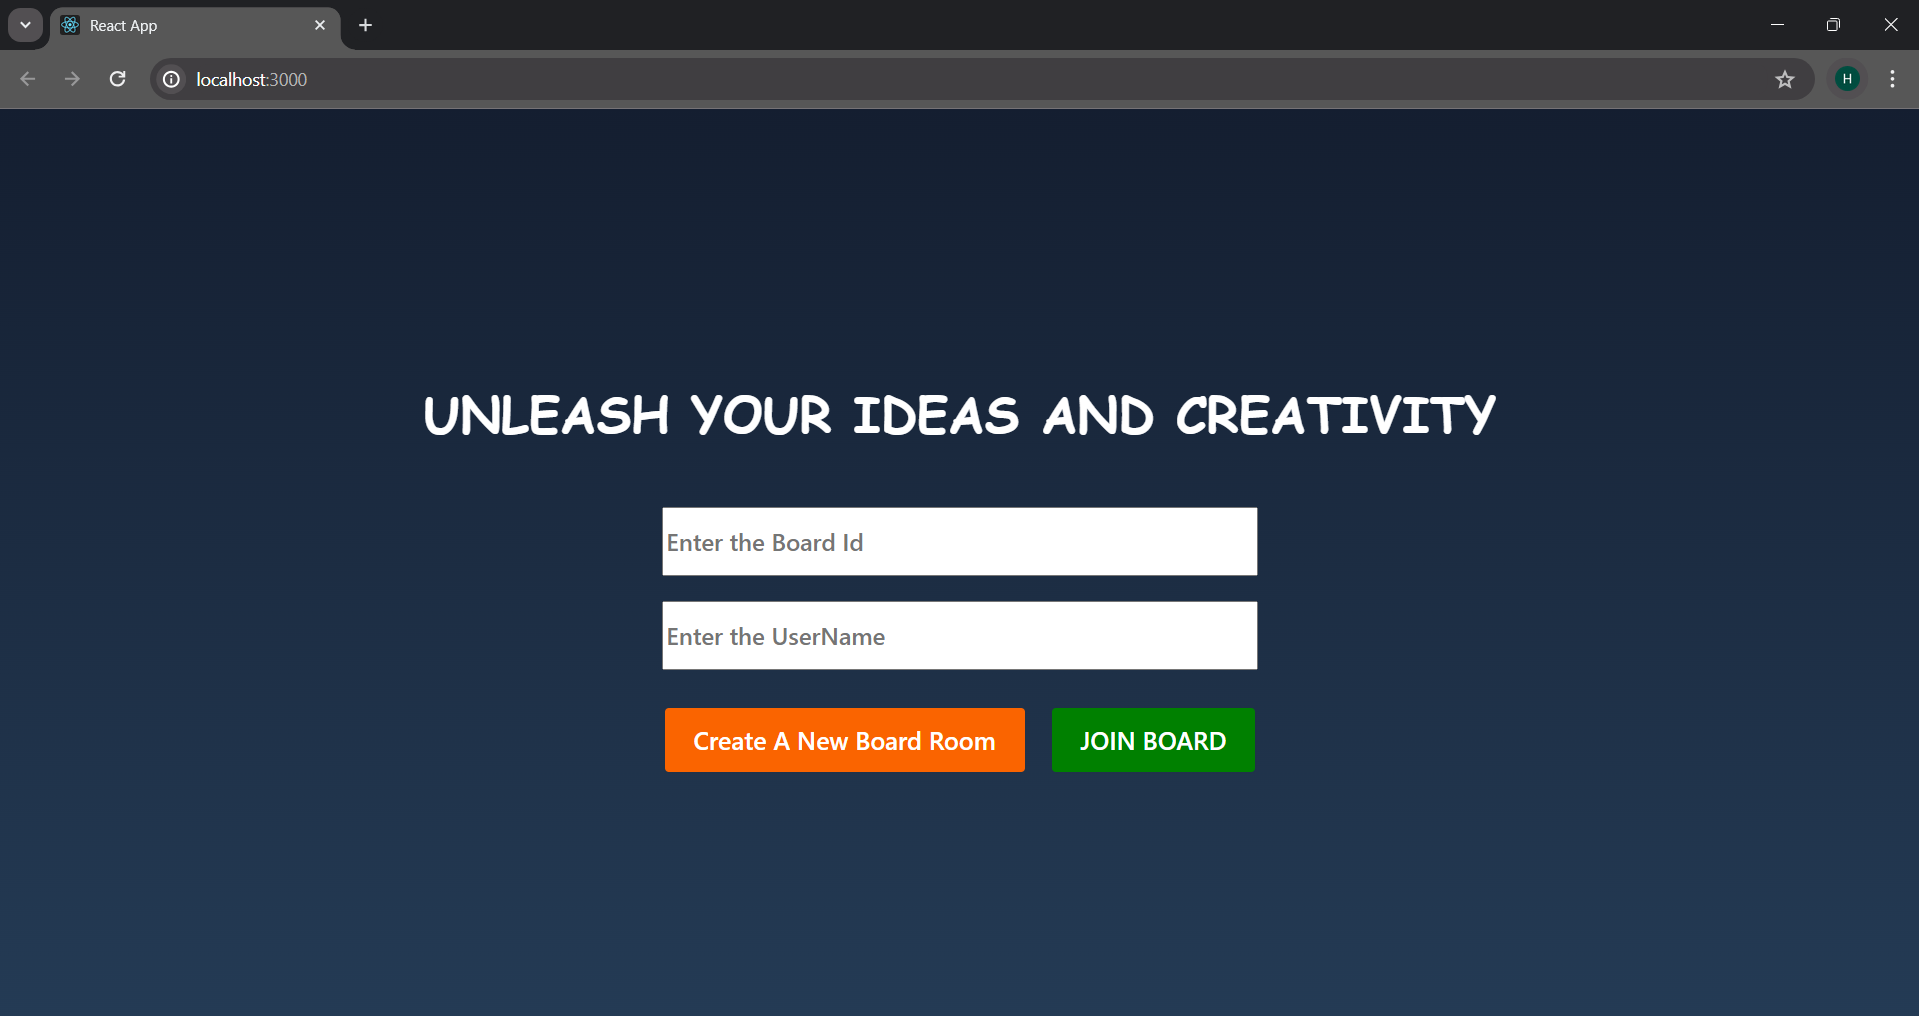 React App
localhost:3000
H
UNLEASH YOUR IDEAS AND CREATIVITY
Enter the Board Id
Enter the UserName
Create A New Board Room
JOIN BOARD